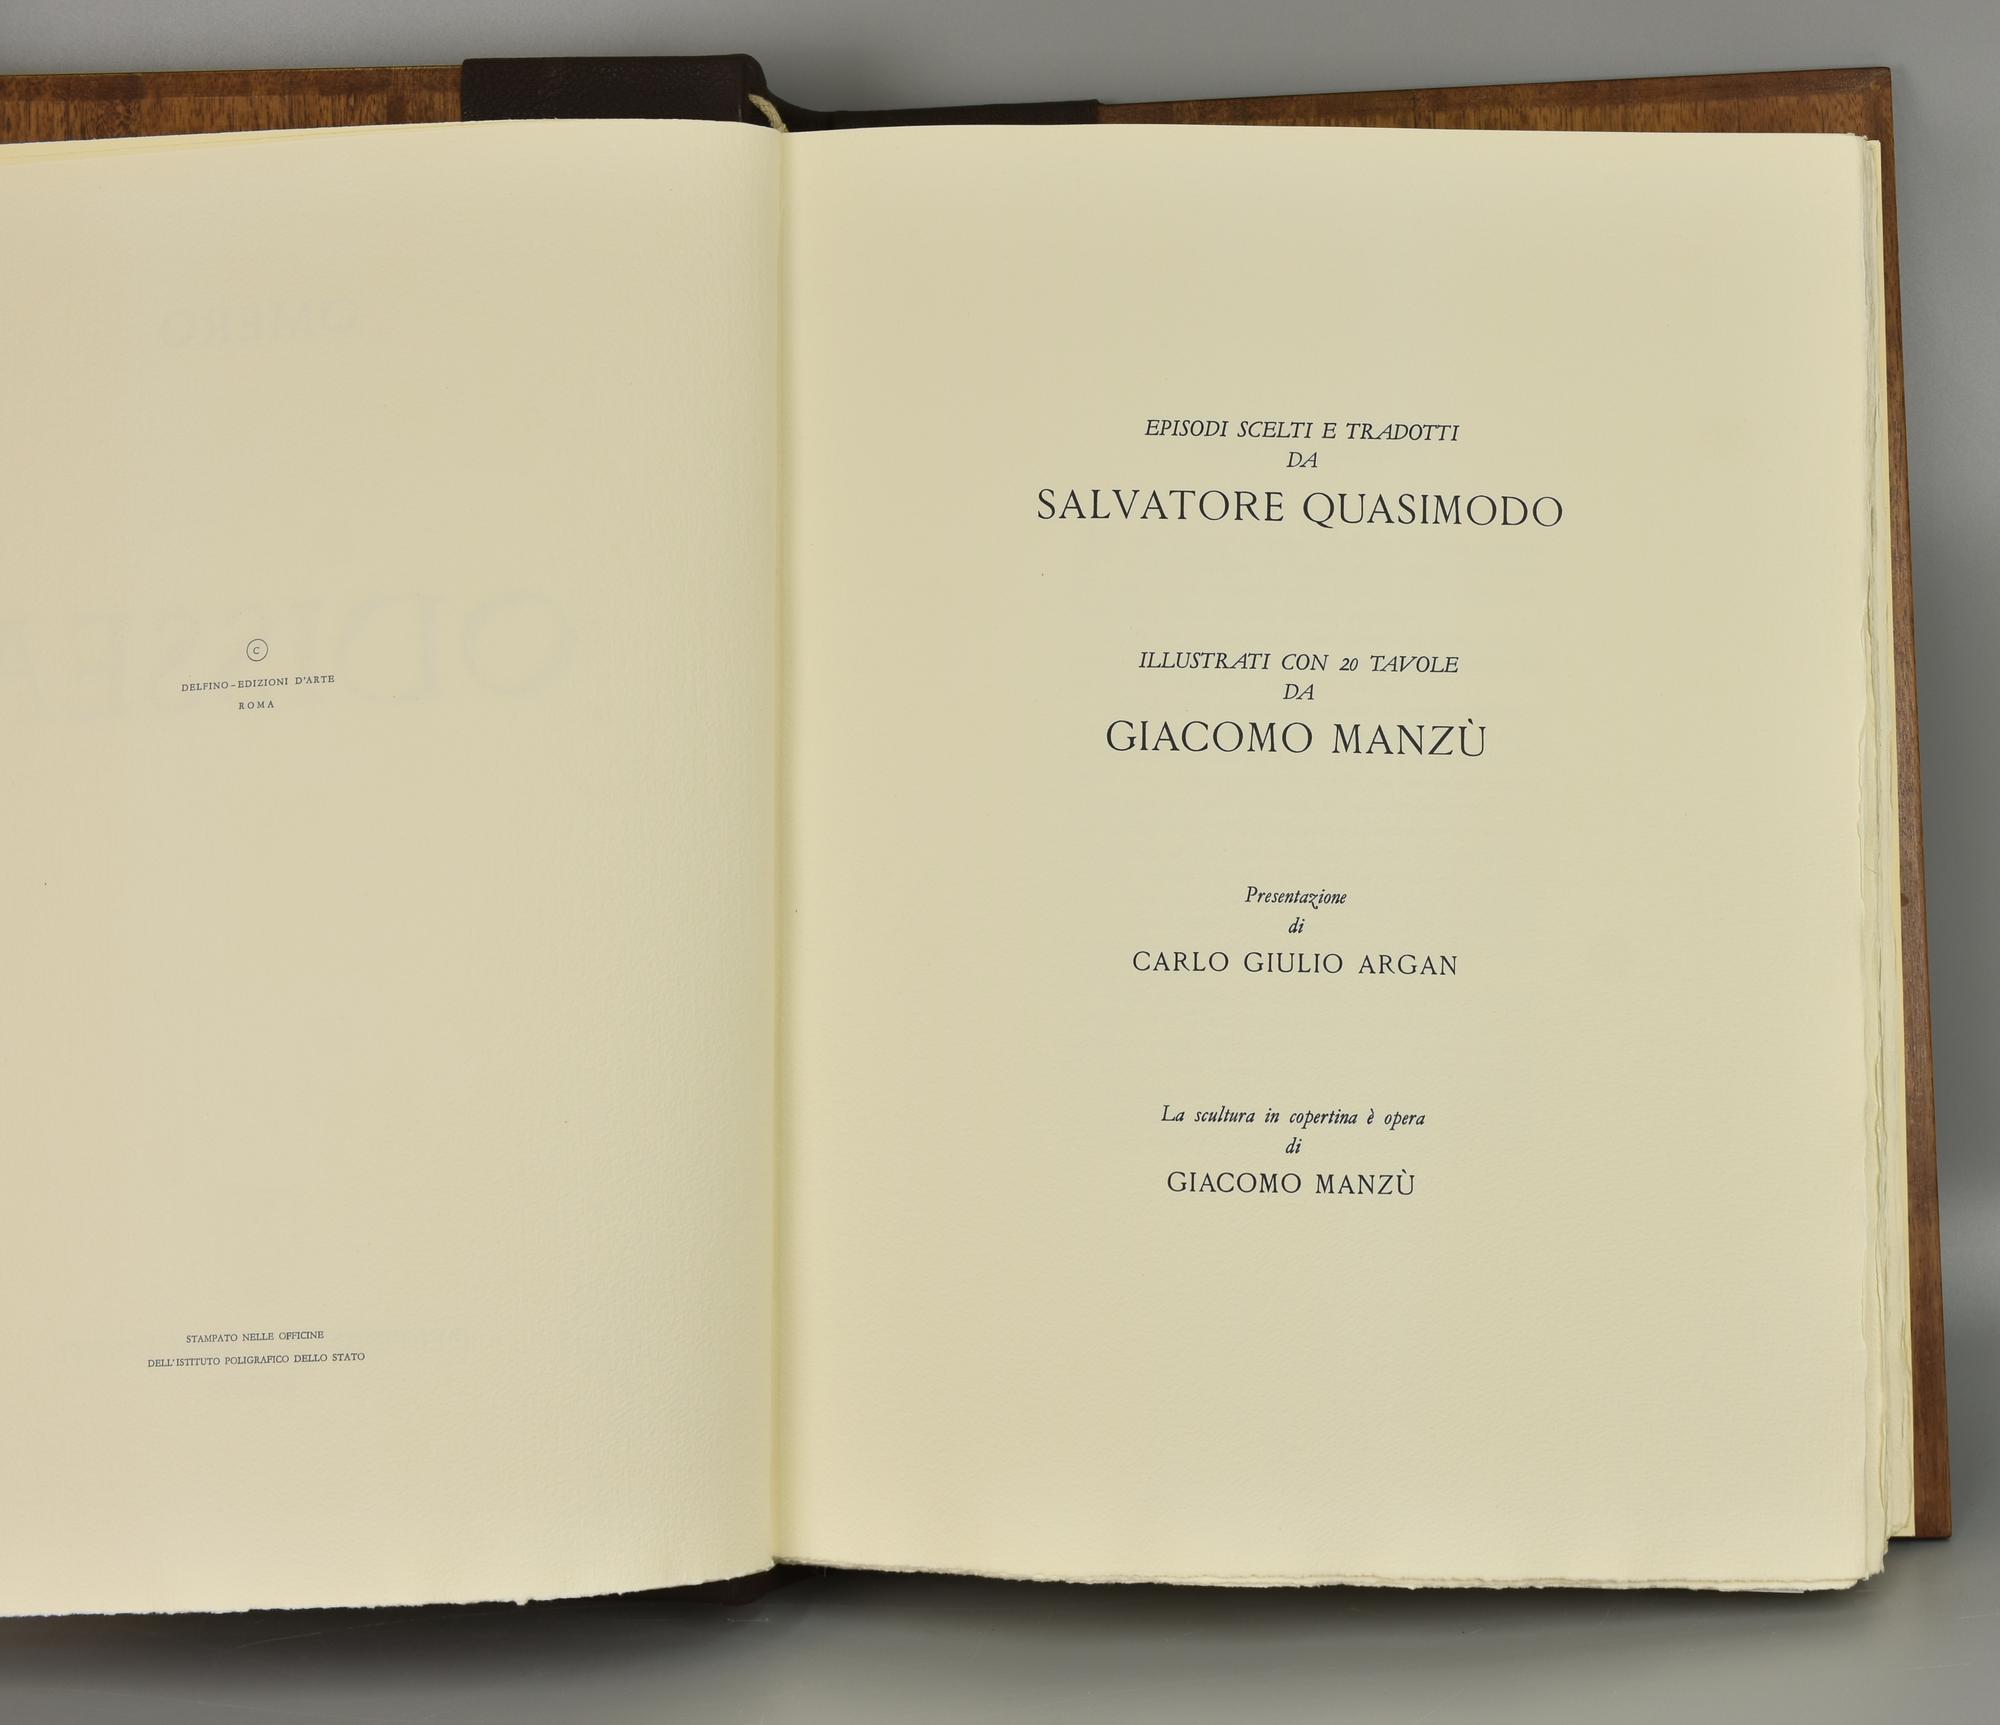 ©
DELFINO-EDIZIONI D'ARTE
ROMA
STAMPATO NELLE OFFICINE
DELL'ISTITUTO POLIGRAFICO DELLO STATO
EPISODI SCELTI E TRADOTTI
DA
SALVATORE QUASIMODO
ILLUSTRATI CON 20 TAVOLE
DA
GIACOMO MANZÙ
Presentazione
di
CARLO GIULIO ARGAN
La scultura in copertina è opera
di
GIACOMO MANZÙ